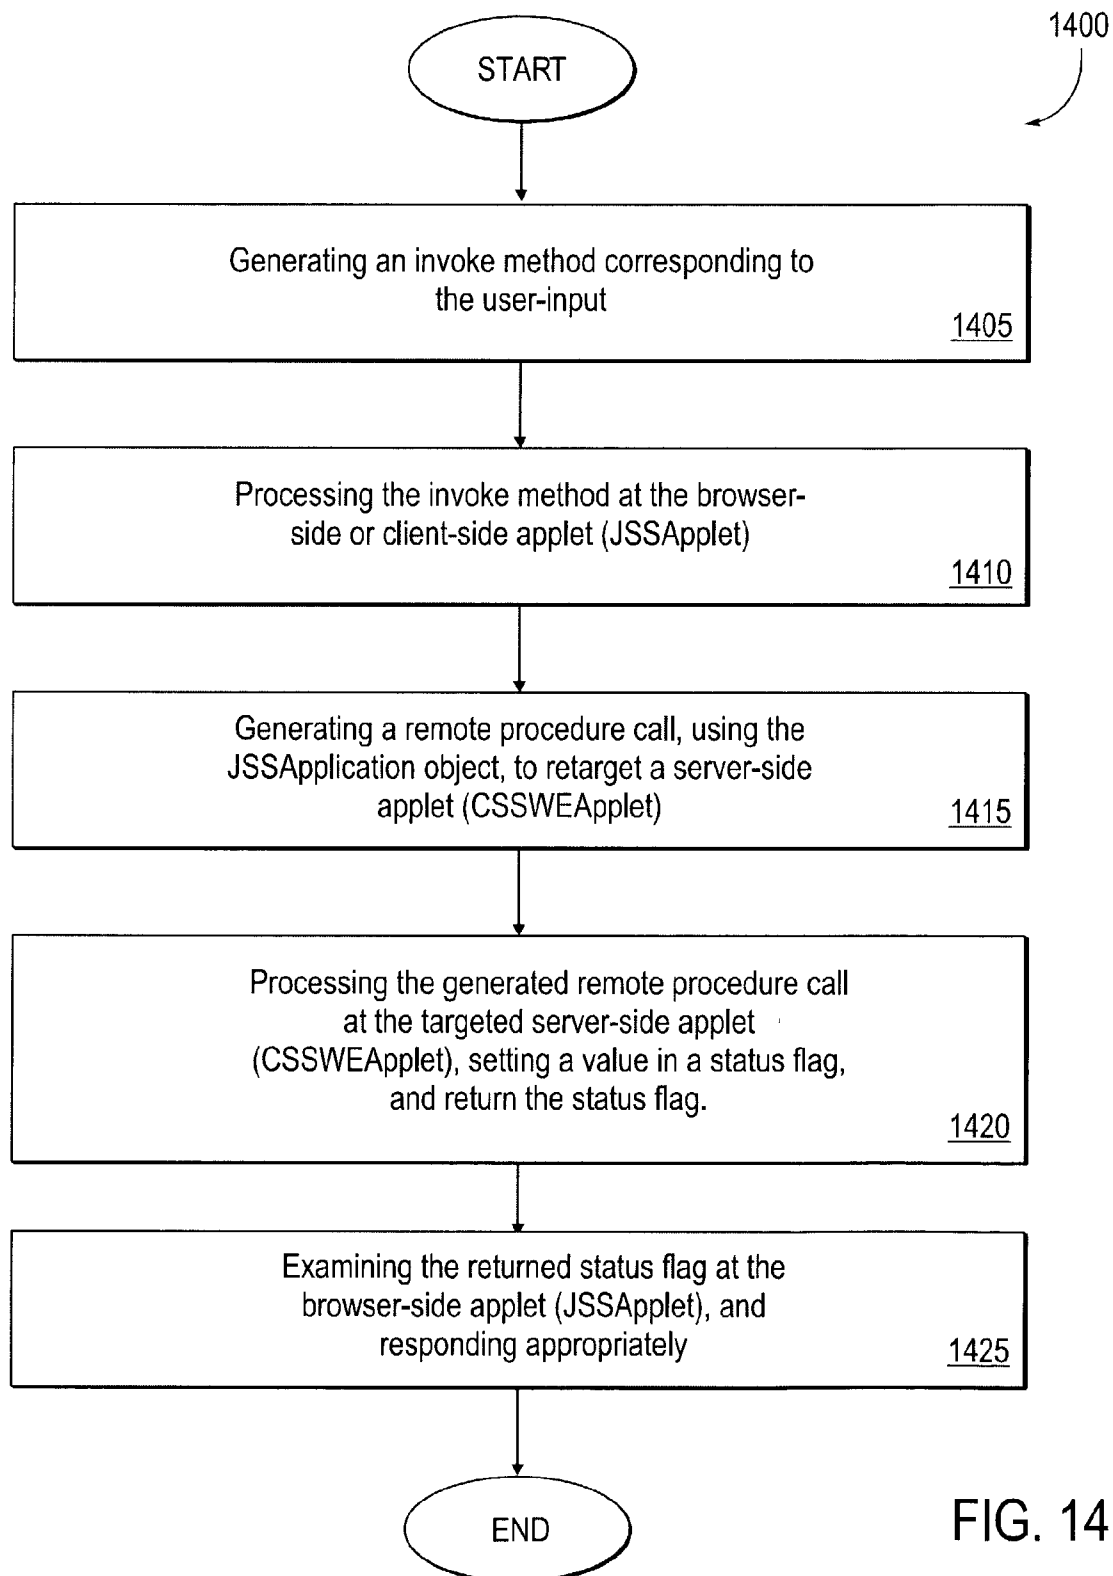 1400
START
Generating an invoke method corresponding to
the user-input
1405
Processing the invoke method at the browser-
side or client-side applet (JSSApplet)
1410
Generating a remote procedure call, using the
JSSApplication object, to retarget a server-side
applet (CSSWEApplet)
1415
Processing the generated remote procedure call
at the targeted server-side applet
(CSSWEApplet), setting a value in a status flag,
and return the status flag.
1420
Examining the returned status flag at the
browser-side applet (JSSApplet), and
responding appropriately
1425
END
FIG. 14